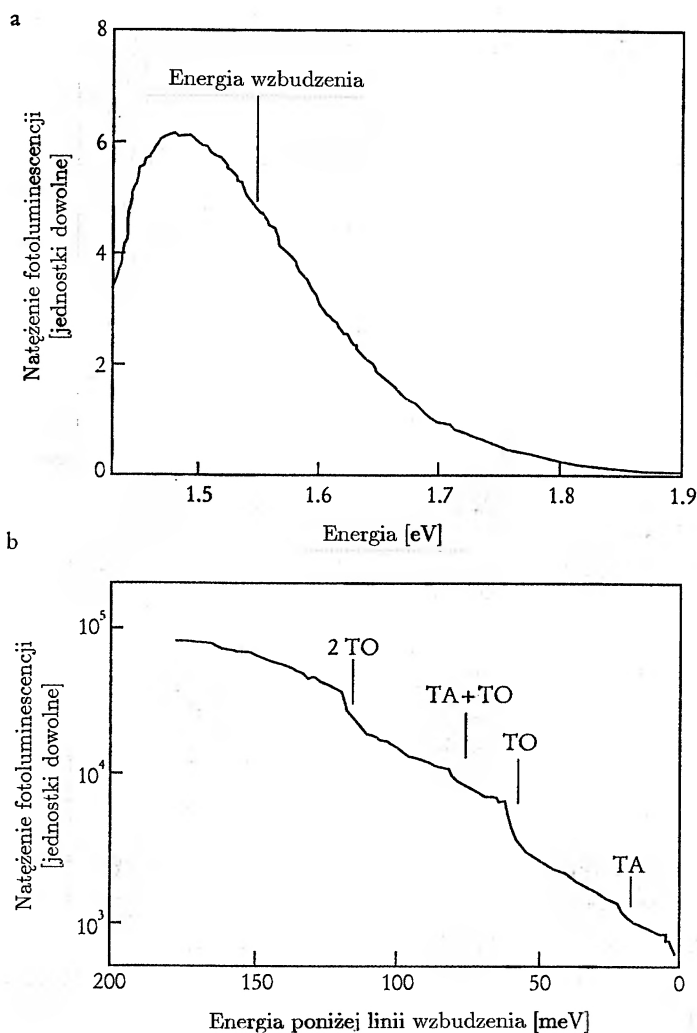 a
8
Energia wzbudzenia
6
4
2
0
Natężenie fotoluminescencji
[jednostki dowolne]
1.5 1.6 1.7 1.8 1.9
Energia [eV]
b
10⁵
10⁴
10³
2 TO
TA+TO
TO
TA
Natężenie fotoluminescencji
[jednostki dowolne]
200 150 100 50 0
Energia poniżej linii wzbudzenia [meV]